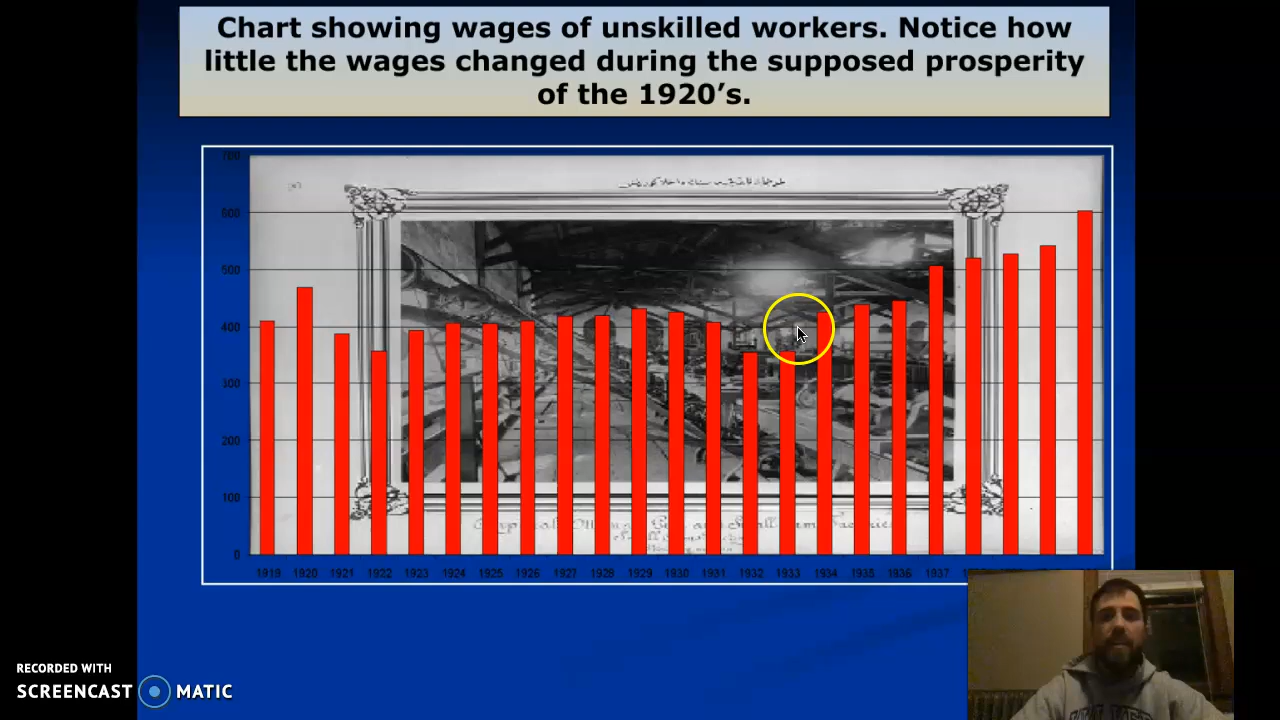 Chart showing wages of unskilled workers. Notice how
little the wages changed during the supposed prosperity
of the 1920’s.
700
600
500
400
300
200
100
0
1919 1920 1921 1922 1923 1924 1925 1926 1927 1928 1929 1930 1931 1932 1933 1934 1935 1936 1937
RECORDED WITH
SCREENCAST MATIC